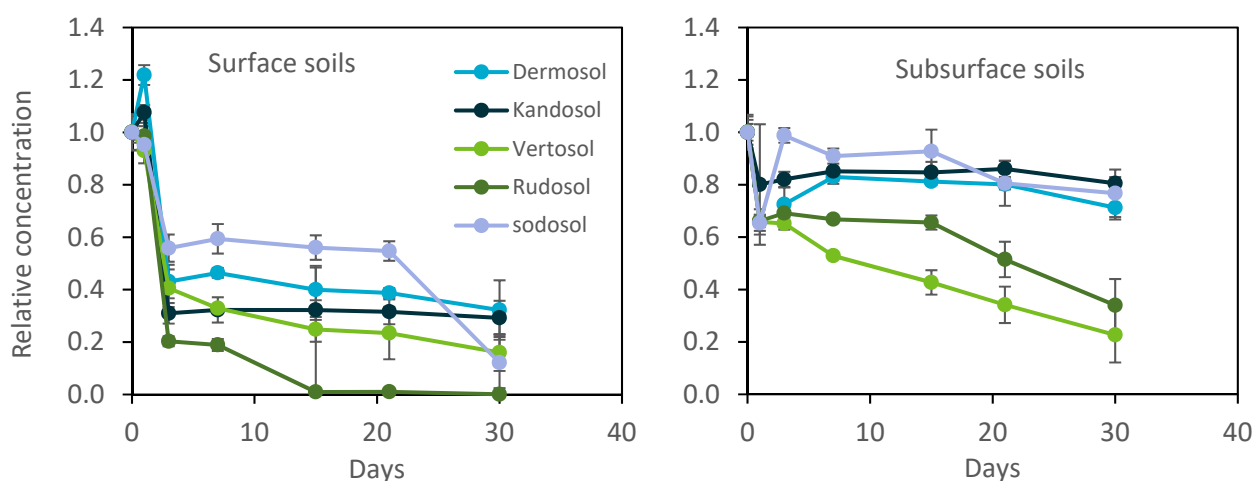 Surface soils
Dermosol
Kandosol
Vertosol
Rudosol
sodosol
Relative concentration
1.4
1.2
1.0
0.8
0.6
0.4
0.2
0.0
0 10 20 30 40
Days
Subsurface soils
1.4
1.2
1.0
0.8
0.6
0.4
0.2
0.0
0 10 20 30 40
Days